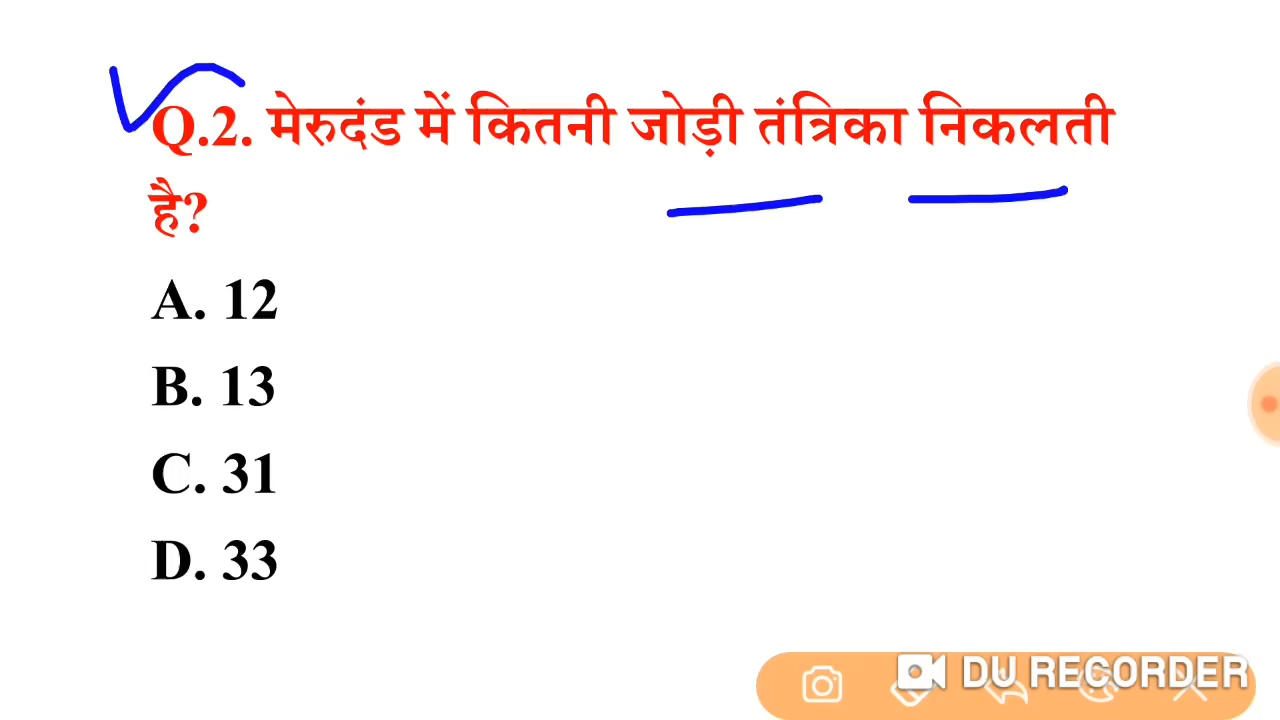 Q.2. मेरुदंड में कितनी जोड़ी तंत्रिका निकलती
है?
A. 12
B. 13
C. 31
D. 33
DU RECORDER